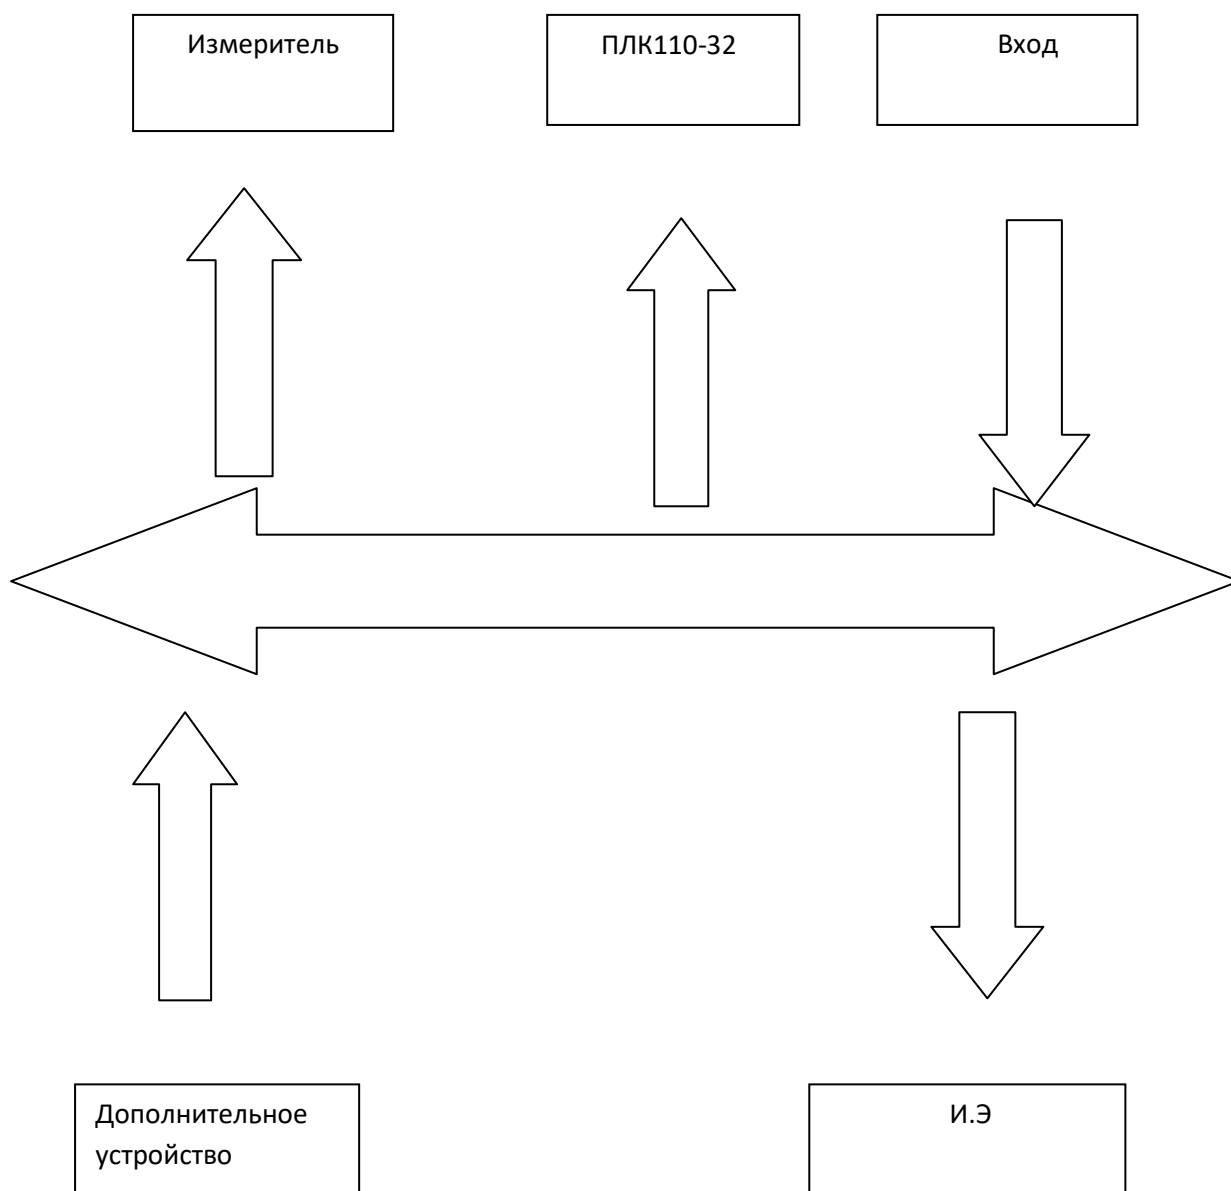 Измеритель
ПЛК110-32
Вход
Дополнительное
устройство
И.Э